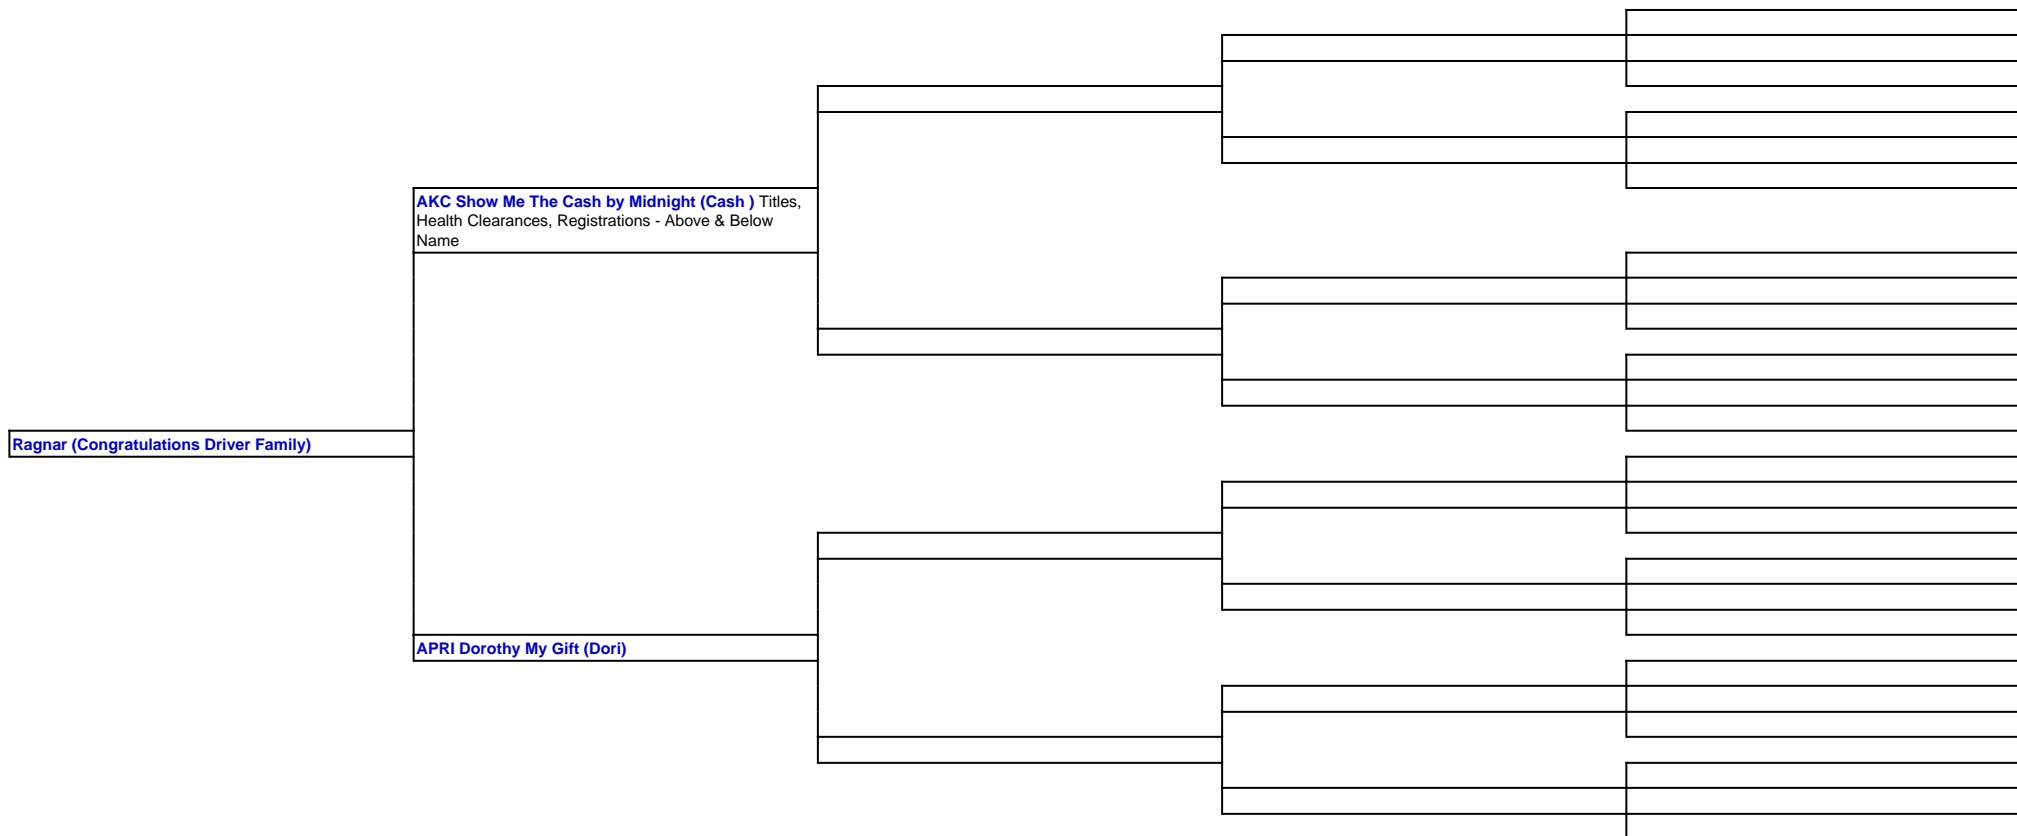 AKC Show Me The Cash by Midnight (Cash ) Titles,
Health Clearances, Registrations - Above & Below
Name
Ragnar (Congratulations Driver Family)
APRI Dorothy My Gift (Dori)